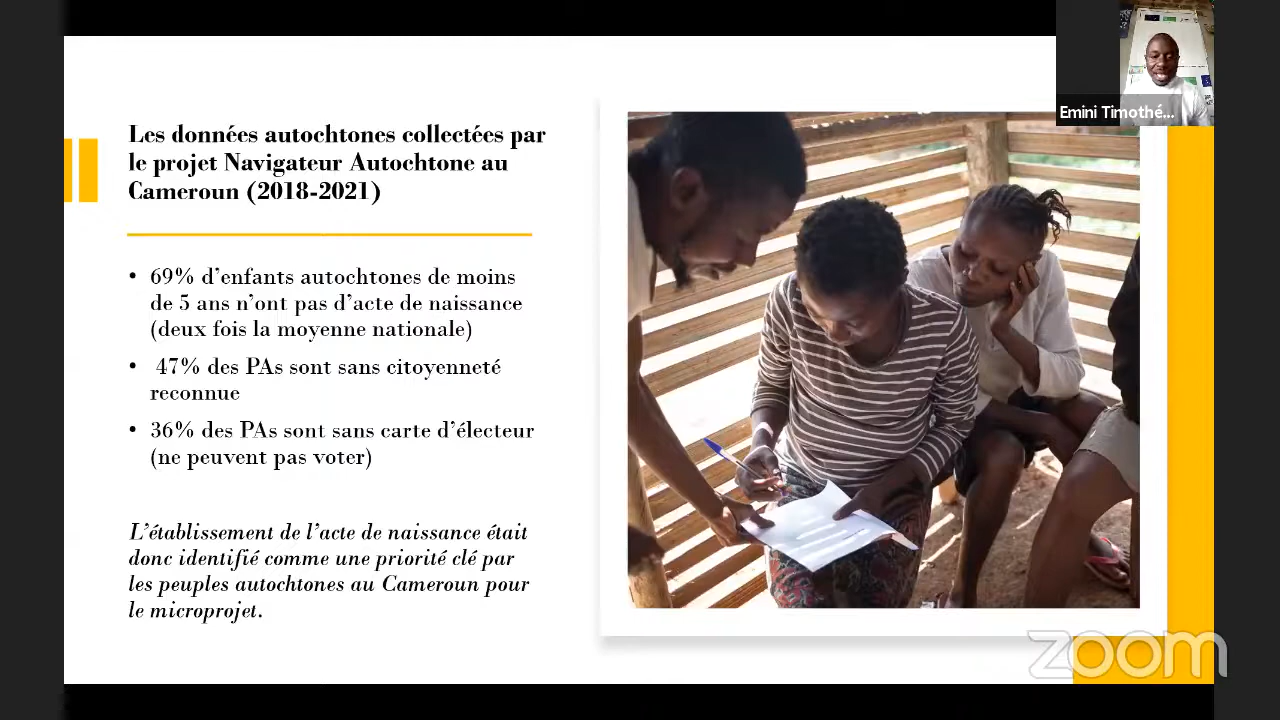 Emini Timothé...
Les données autochtones collectées par
le projet Navigateur Autochtone au
Cameroun (2018-2021)
• 69% d'enfants autochtones de moins
de 5 ans n'ont pas d'acte de naissance
(deux fois la moyenne nationale)
• 47% des PAs sont sans citoyenneté
reconnue
• 36% des PAs sont sans carte d'électeur
(ne peuvent pas voter)
L'établissement de l'acte de naissance était
donc identifié comme une priorité clé par
les peuples autochtones au Cameroun pour
le microprojet.
zoom